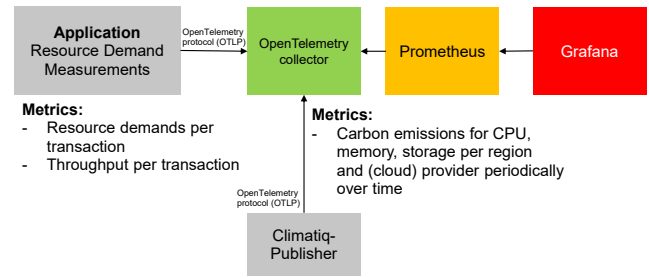 Application
Resource Demand
Measurements
OpenTelemetry
protocol (OTLP)
OpenTelemetry
collector
Prometheus
Grafana
Metrics:
- Resource demands per
transaction
- Throughput per transaction
Metrics:
- Carbon emissions for CPU,
memory, storage per region
and (cloud) provider periodically
over time
OpenTelemetry
protocol (OTLP)
Climatiq-
Publisher